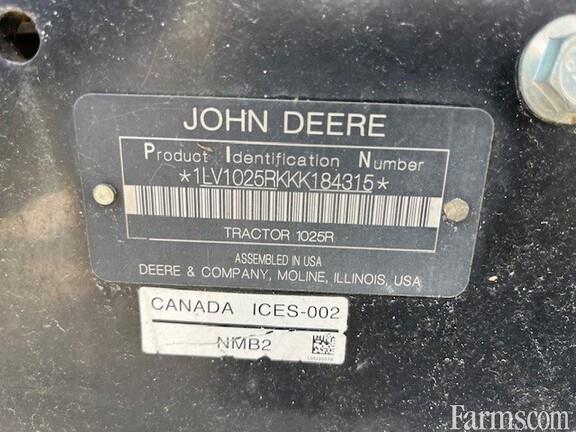 JOHN DEERE
Product Identification Number
*1LV1025RKKK184315*
TRACTOR 1025R
ASSEMBLED IN USA
DEERE & COMPANY, MOLINE, ILLINOIS, USA
CANADA ICES-002
NMB2
Farms.com